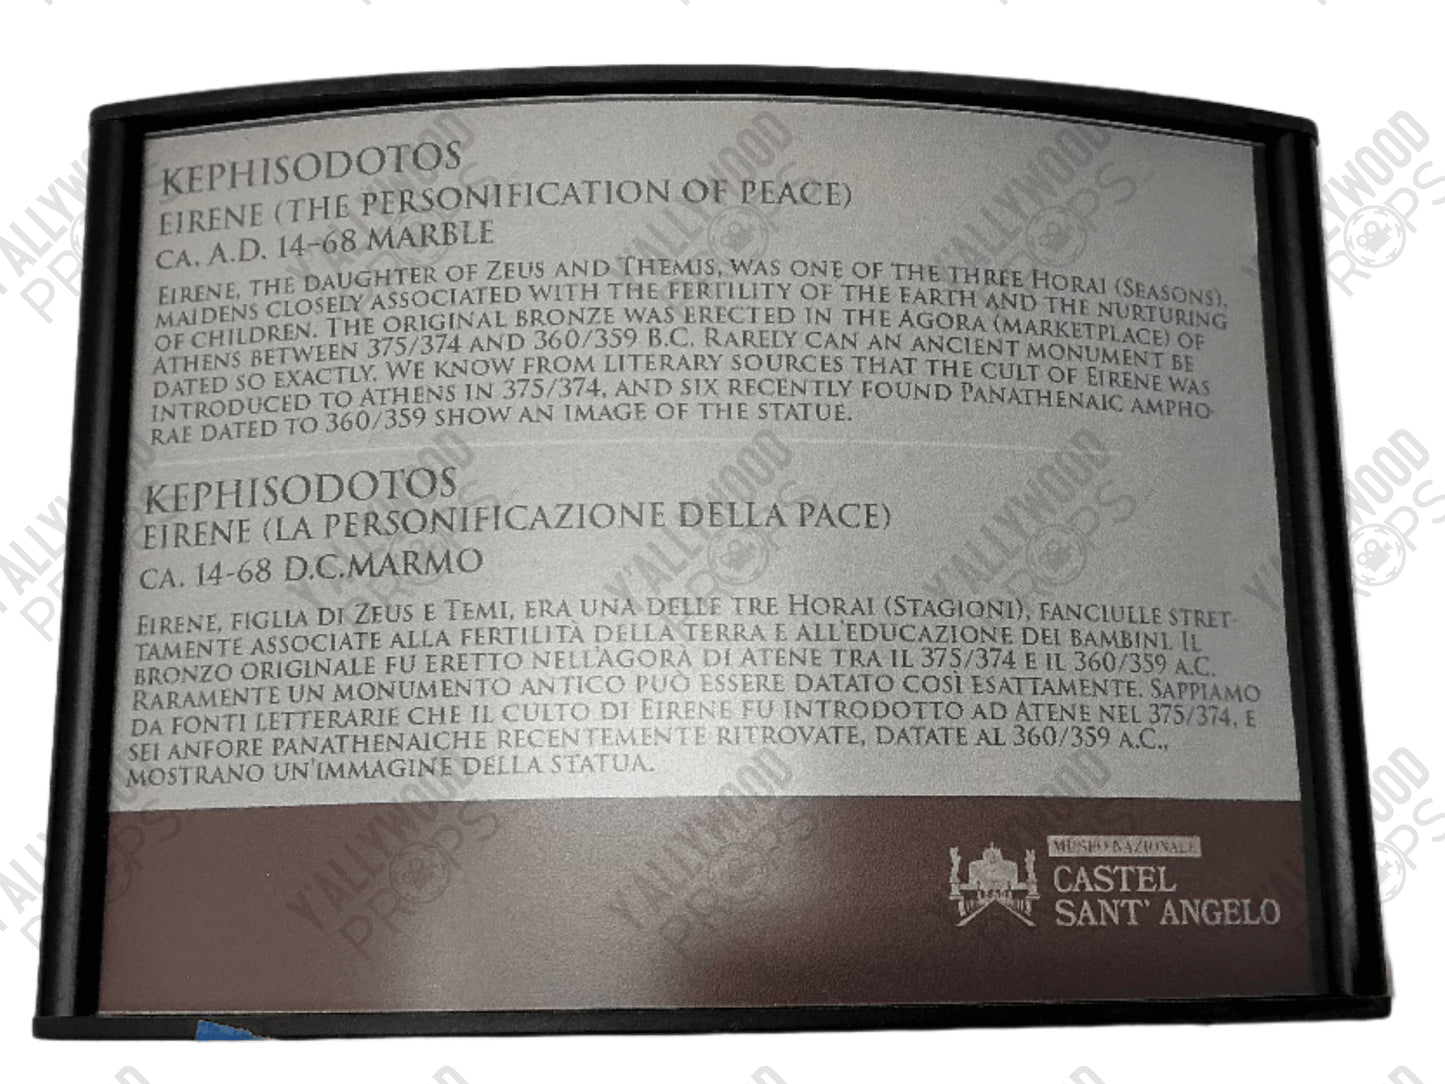 KEPHISODOTOS
EIRENE (THE PERSONIFICATION OF PEACE)
CA. A.D. 14–68 MARBLE
EIRENE, THE DAUGHTER OF ZEUS AND THEMIS, WAS ONE OF THE THREE HORAI (SEASONS),
MAIDENS CLOSELY ASSOCIATED WITH THE FERTILITY OF THE EARTH AND THE NURTURING
OF CHILDREN. THE ORIGINAL BRONZE WAS ERECTED IN THE AGORA (MARKETPLACE) OF
ATHENS BETWEEN 375/374 AND 360/359 B.C. RARELY CAN AN ANCIENT MONUMENT BE
DATED SO EXACTLY. WE KNOW FROM LITERARY SOURCES THAT THE CULT OF EIRENE WAS
INTRODUCED TO ATHENS IN 375/374, AND SIX RECENTLY FOUND PANATHENAIC AMPHO-
RAE DATED TO 360/359 SHOW AN IMAGE OF THE STATUE.
KEPHISODOTOS
EIRENE (LA PERSONIFICAZIONE DELLA PACE)
CA. 14-68 D.C.MARMO
EIRENE, FIGLIA DI ZEUS E TEMI, ERA UNA DELLE TRE HORAI (STAGIONI), FANCIULLE STRET-
TAMENTE ASSOCIATE ALLA FERTILITÀ DELLA TERRA E ALL'EDUCAZIONE DEI BAMBINI. IL
BRONZO ORIGINALE FU ERETTO NELL'AGORÀ DI ATENE TRA IL 375/374 E IL 360/359 A.C.
RARAMENTE UN MONUMENTO ANTICO PUÒ ESSERE DATATO COSÌ ESATTAMENTE. SAPPIAMO
DA FONTI LETTERARIE CHE IL CULTO DI EIRENE FU INTRODOTTO AD ATENE NEL 375/374, E
SEI ANFORE PANATHENAICHE RECENTEMENTE RITROVATE, DATATE AL 360/359 A.C.,
MOSTRANO UN'IMMAGINE DELLA STATUA.
MUSEO NAZIONALE
CASTEL
SANT' ANGELO
Y'ALLYWOOD
PROPS